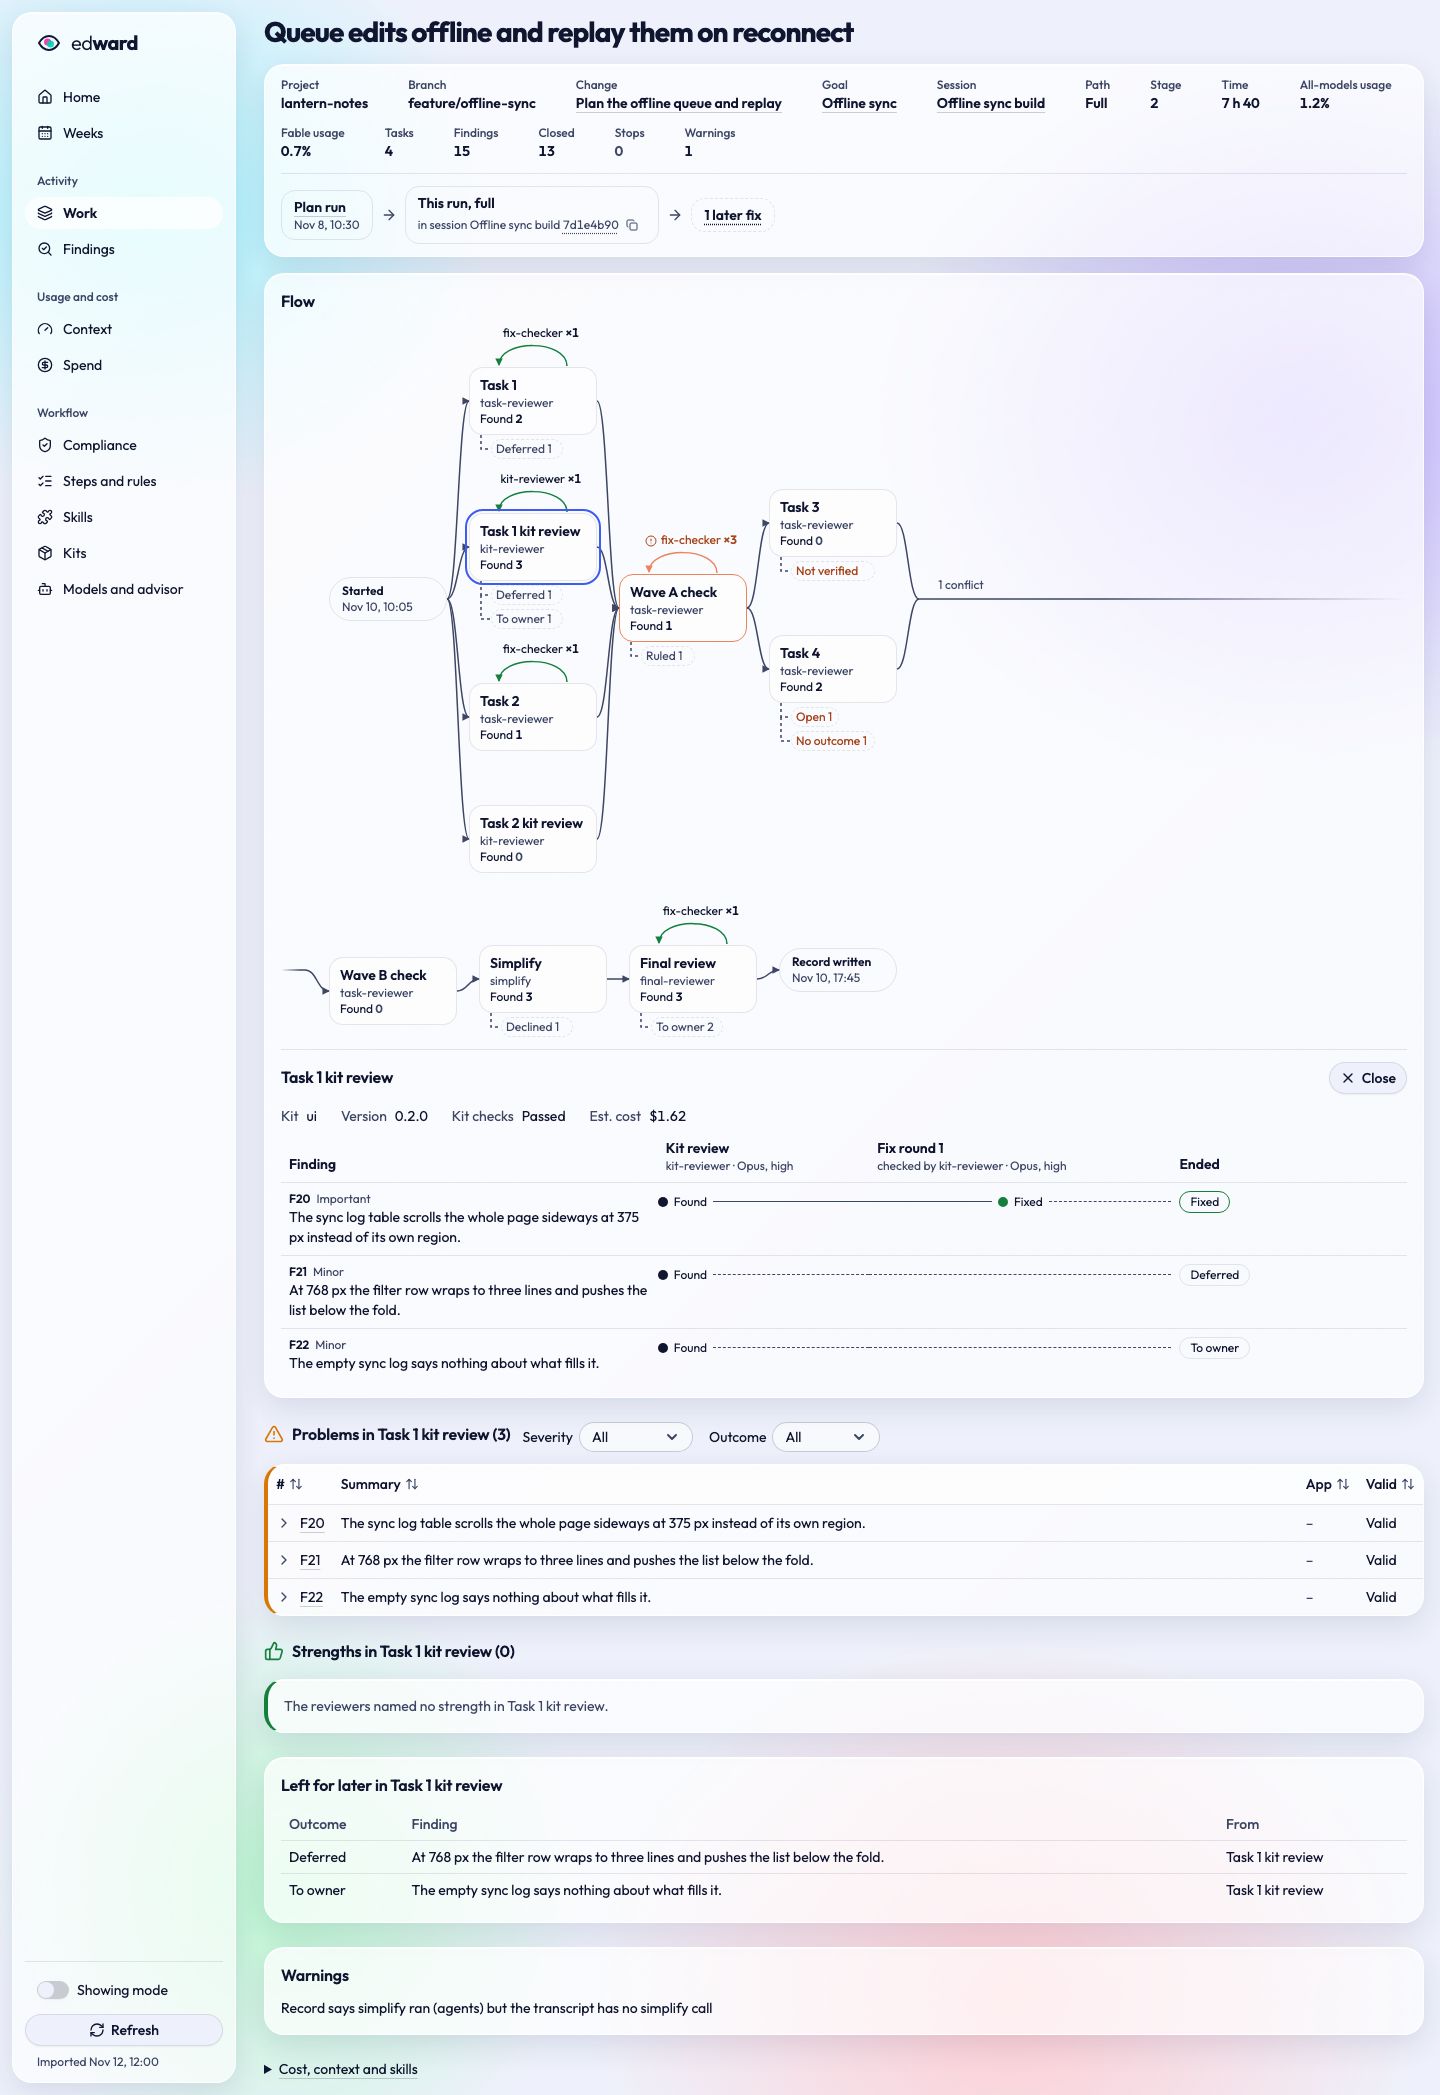 edward
Home
Weeks
Activity
Work
Findings
Usage and cost
Context
Spend
Workflow
Compliance
Steps and rules
Skills
Kits
Models and advisor
Showing mode
Refresh
Imported Nov 12, 12:00
Queue edits offline and replay them on reconnect
Project Branch Change Goal Session Path Stage Time All-models usage
lantern-notes feature/offline-sync Plan the offline queue and replay Offline sync Offline sync build Full 2 7 h 40 1.2%
Fable usage Tasks Findings Closed Stops Warnings
0.7% 4 15 13 0 1
Plan run
Nov 8, 10:30
This run, full
in session Offline sync build 7d1e4b90
1 later fix
Flow
fix-checker ×1
Task 1
task-reviewer
Found 2
Deferred 1
kit-reviewer ×1
Task 1 kit review
kit-reviewer
Found 3
Deferred 1
To owner 1
Started
Nov 10, 10:05
fix-checker ×1
Task 2
task-reviewer
Found 1
Task 2 kit review
kit-reviewer
Found 0
fix-checker ×3
Wave A check
task-reviewer
Found 1
Ruled 1
Task 3
task-reviewer
Found 0
Not verified
Task 4
task-reviewer
Found 2
Open 1
No outcome 1
1 conflict
Wave B check
task-reviewer
Found 0
Simplify
simplify
Found 3
Declined 1
fix-checker ×1
Final review
final-reviewer
Found 3
To owner 2
Record written
Nov 10, 17:45
Task 1 kit review
Close
Kit ui Version 0.2.0 Kit checks Passed Est. cost $1.62
Finding
Kit review
kit-reviewer · Opus, high
Fix round 1
checked by kit-reviewer · Opus, high
Ended
F20 Important
The sync log table scrolls the whole page sideways at 375
px instead of its own region.
Found Fixed Fixed
F21 Minor
At 768 px the filter row wraps to three lines and pushes the
list below the fold.
Found Deferred
F22 Minor
The empty sync log says nothing about what fills it.
Found To owner
Problems in Task 1 kit review (3) Severity All Outcome All
# Summary App Valid
F20 The sync log table scrolls the whole page sideways at 375 px instead of its own region. – Valid
F21 At 768 px the filter row wraps to three lines and pushes the list below the fold. – Valid
F22 The empty sync log says nothing about what fills it. – Valid
Strengths in Task 1 kit review (0)
The reviewers named no strength in Task 1 kit review.
Left for later in Task 1 kit review
Outcome Finding From
Deferred At 768 px the filter row wraps to three lines and pushes the list below the fold. Task 1 kit review
To owner The empty sync log says nothing about what fills it. Task 1 kit review
Warnings
Record says simplify ran (agents) but the transcript has no simplify call
Cost, context and skills